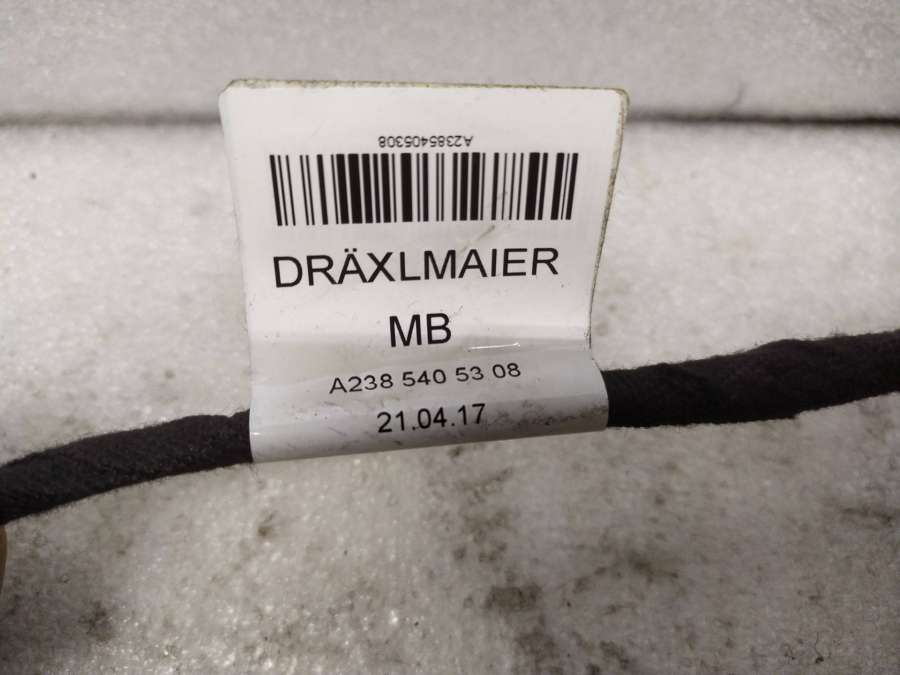 A2385405308
DRÄXLMAIER
MB
A238 540 53 08
21.04.17